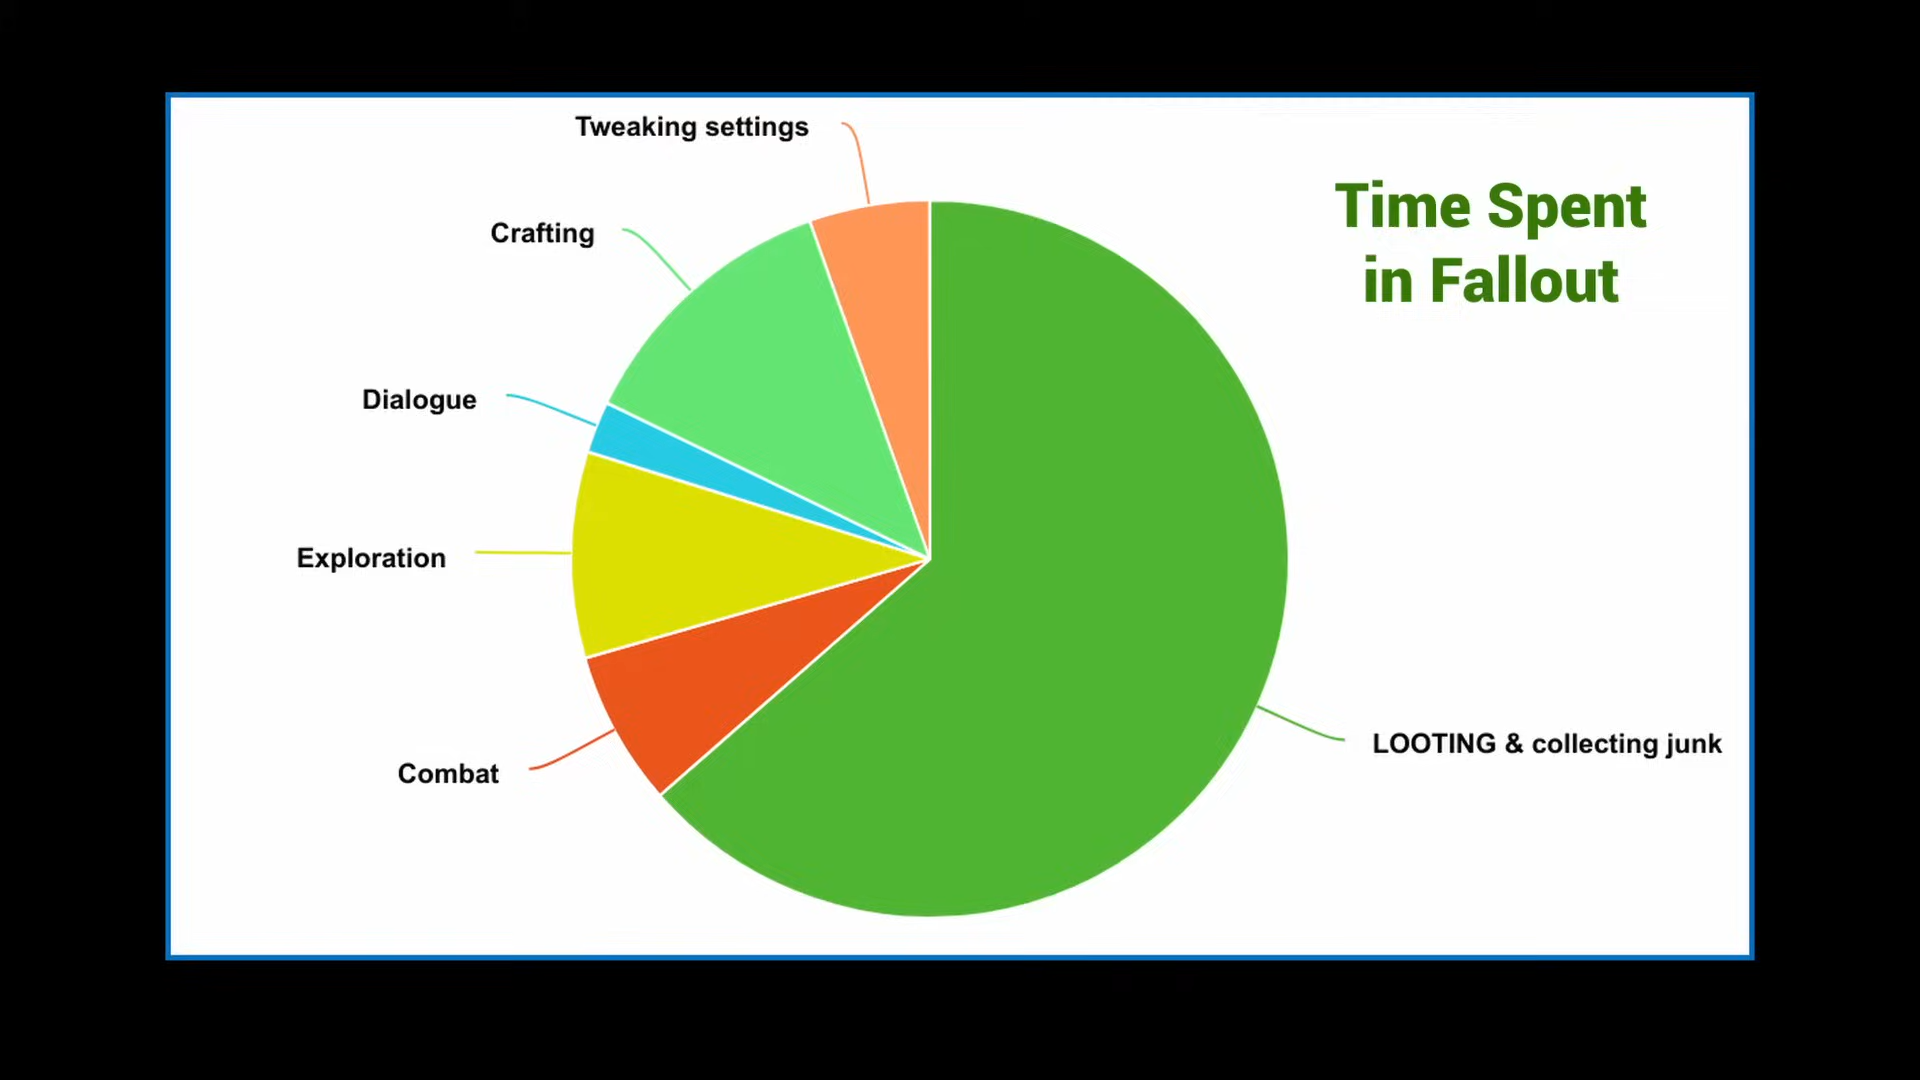 Tweaking settings
Time Spent
in Fallout
Crafting
Dialogue
Exploration
LOOTING & collecting junk
Combat